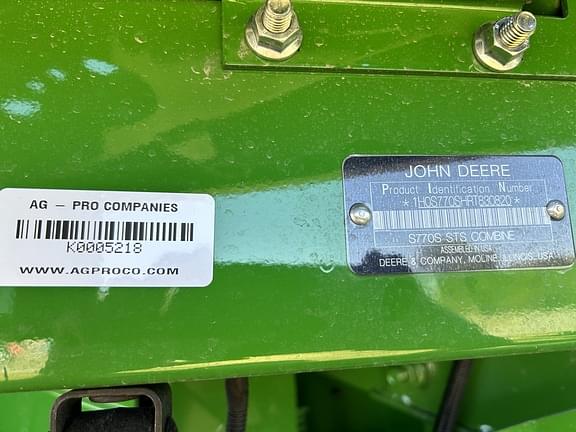 AG – PRO COMPANIES
K0005218
WWW.AGPROCO.COM
JOHN DEERE
Product Identification Number
*1H0S770SHRT830820*
S770S STS COMBINE
ASSEMBLED IN USA
DEERE & COMPANY, MOLINE, ILLINOIS, USA